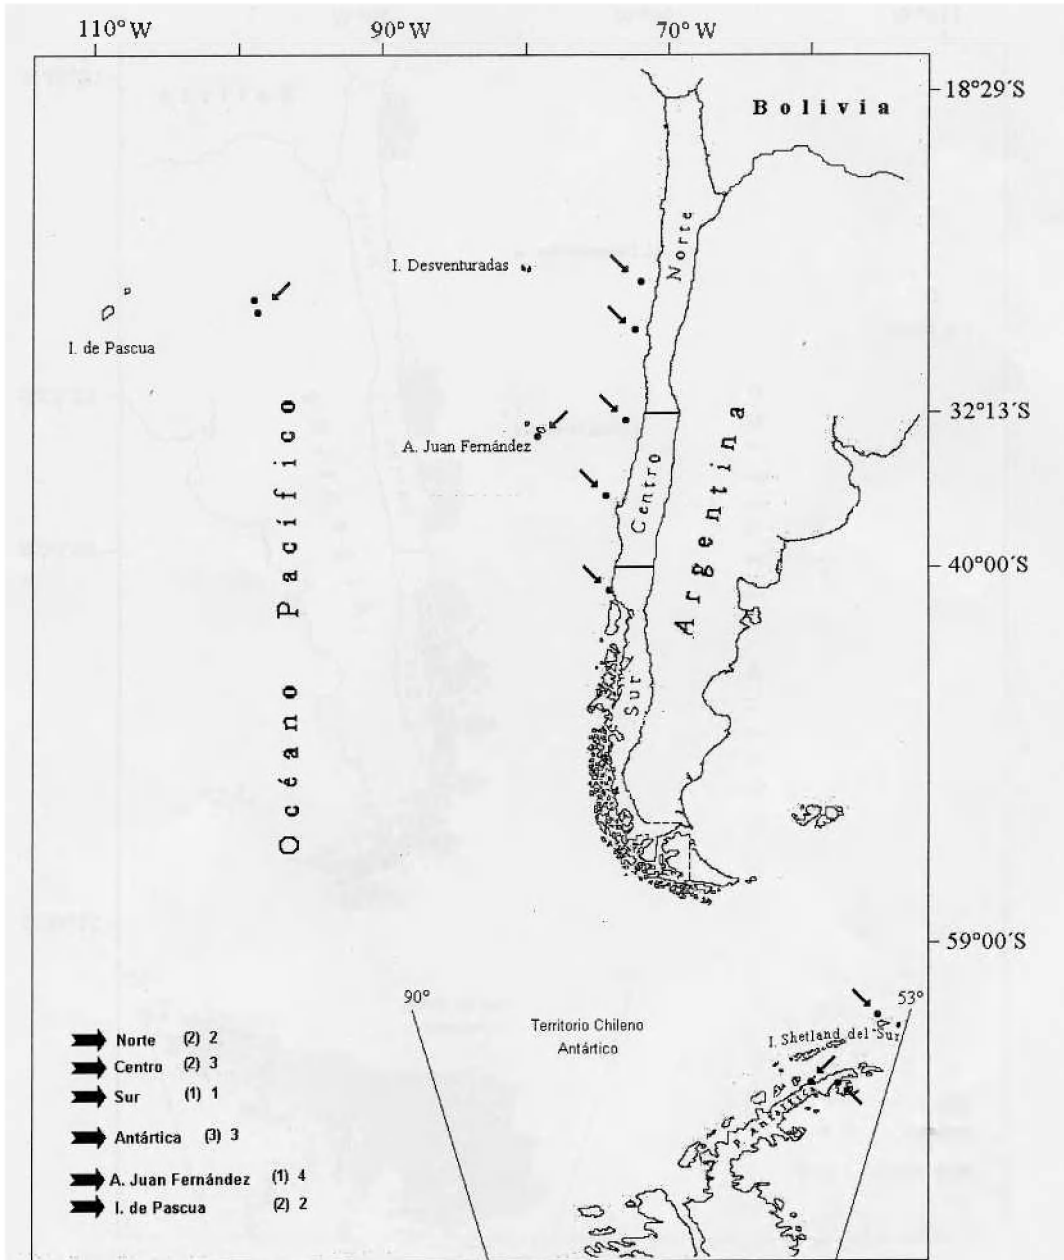 110°W 90°W 70°W
18°29´S
Bolivia
Norte
I. Desventuradas
I. de Pascua
32°13´S
A. Juan Fernández
Centro
Argentina
Océano Pacífico
40°00´S
Sur
59°00´S
90° 53°
Territorio Chileno
Antártico
I. Shetland del Sur
P. Antártica
Norte (2) 2
Centro (2) 3
Sur (1) 1
Antártica (3) 3
A. Juan Fernández (1) 4
I. de Pascua (2) 2